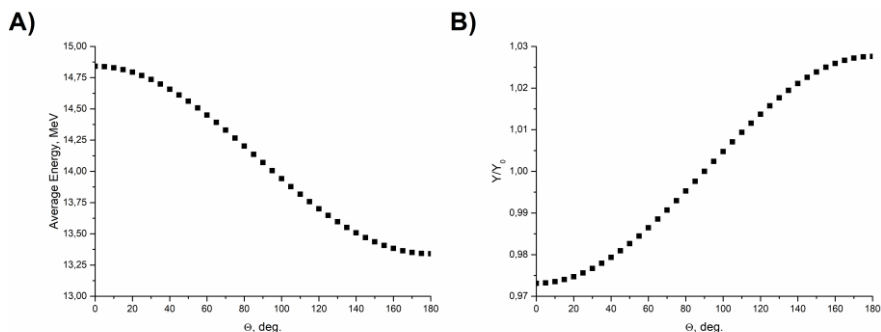 A)
B)
15,00
14,75
14,50
14,25
14,00
13,75
13,50
13,25
13,00
Average Energy, MeV
0 20 40 60 80 100 120 140 160 180
Θ, deg.
1,03
1,02
1,01
1,00
0,99
0,98
0,97
Y/Y₀
0 20 40 60 80 100 120 140 160 180
Θ, deg.